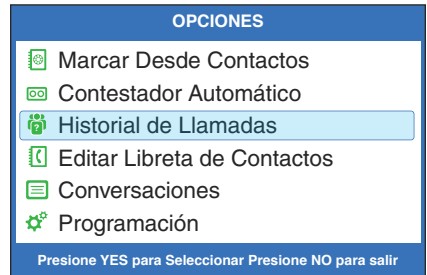 OPCIONES
Marcar Desde Contactos
Contestador Automático
Historial de Llamadas
Editar Libreta de Contactos
Conversaciones
Programación
Presione YES para Seleccionar Presione NO para salir